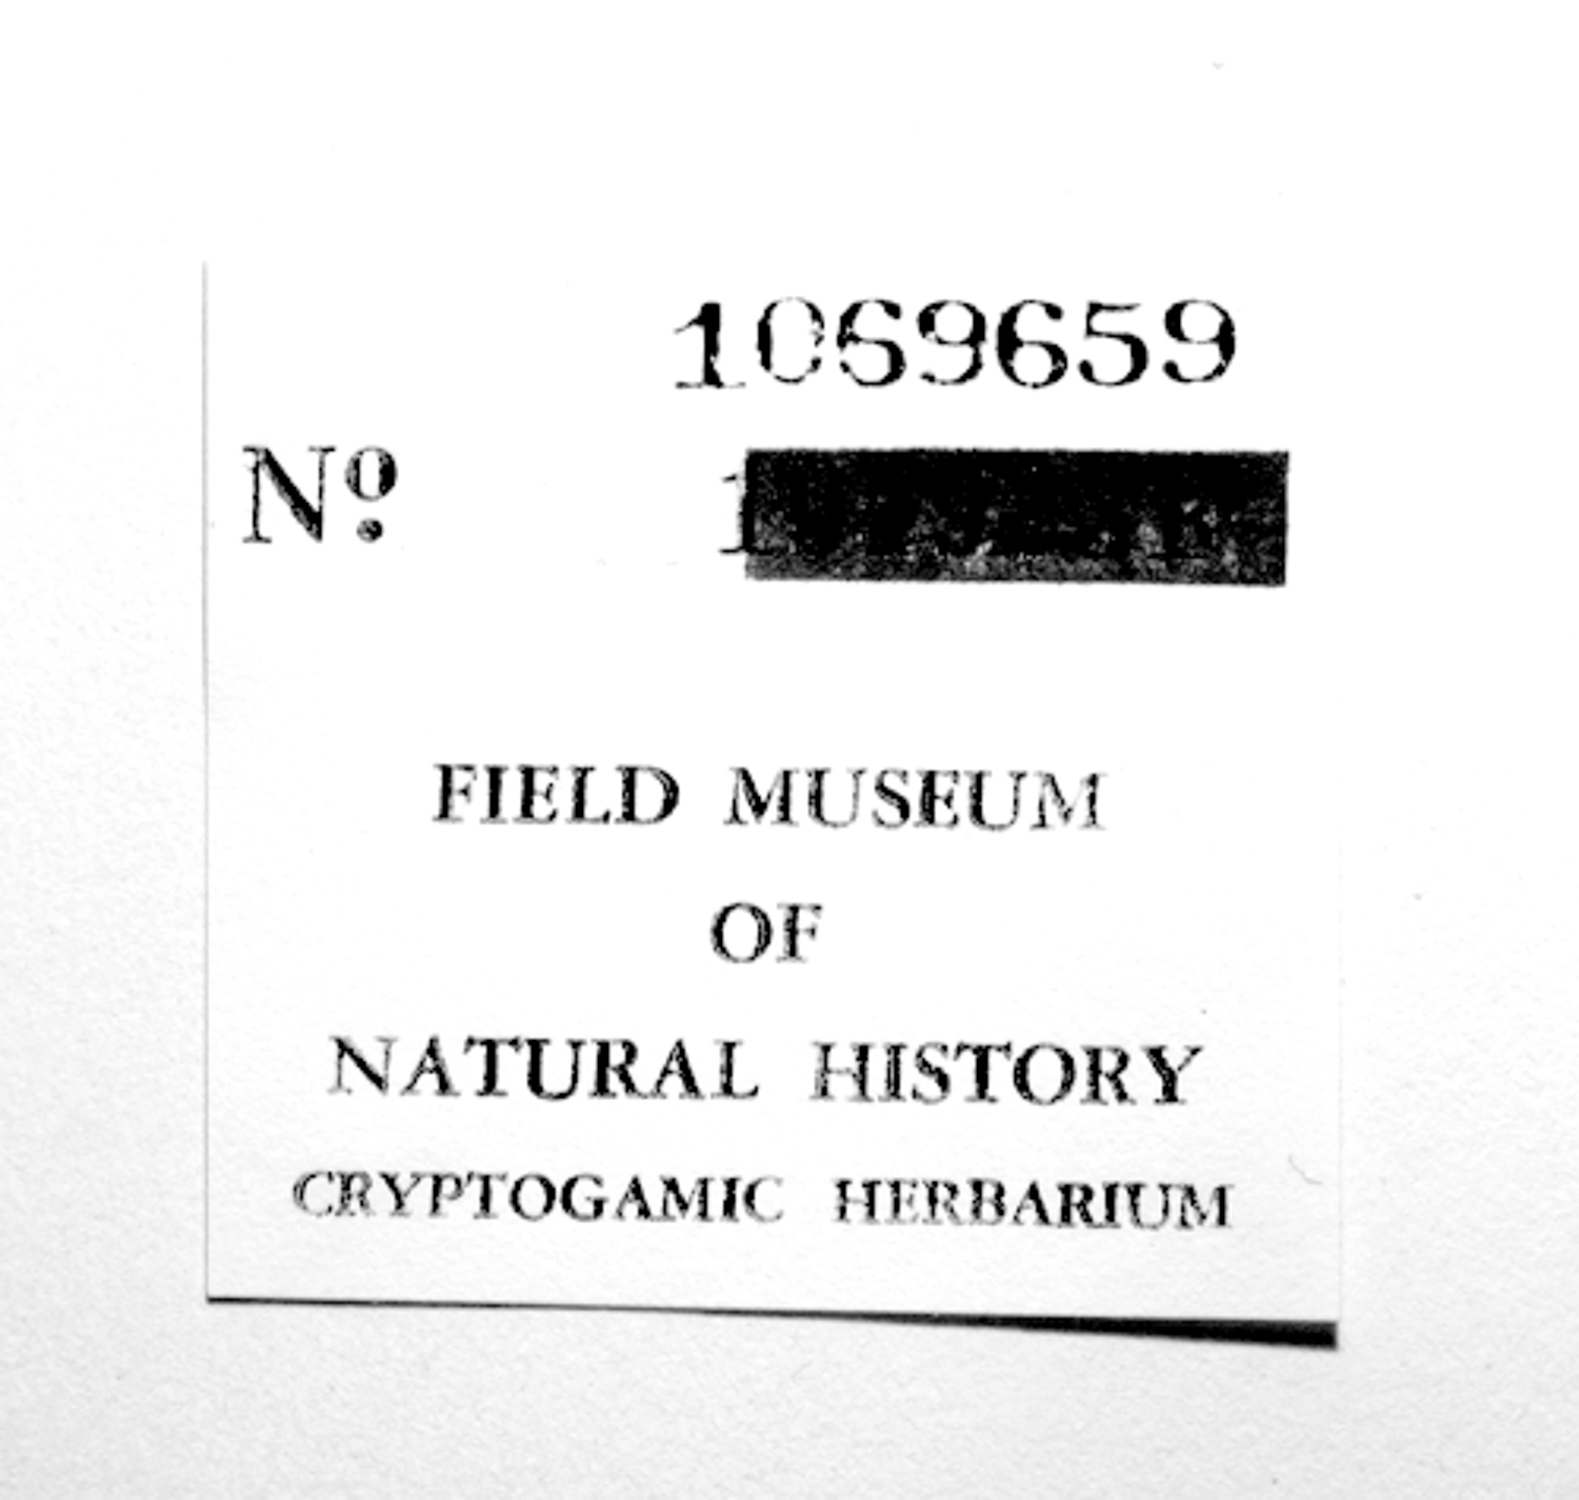 1069659
Nº 1
FIELD MUSEUM
OF
NATURAL HISTORY
CRYPTOGAMIC HERBARIUM